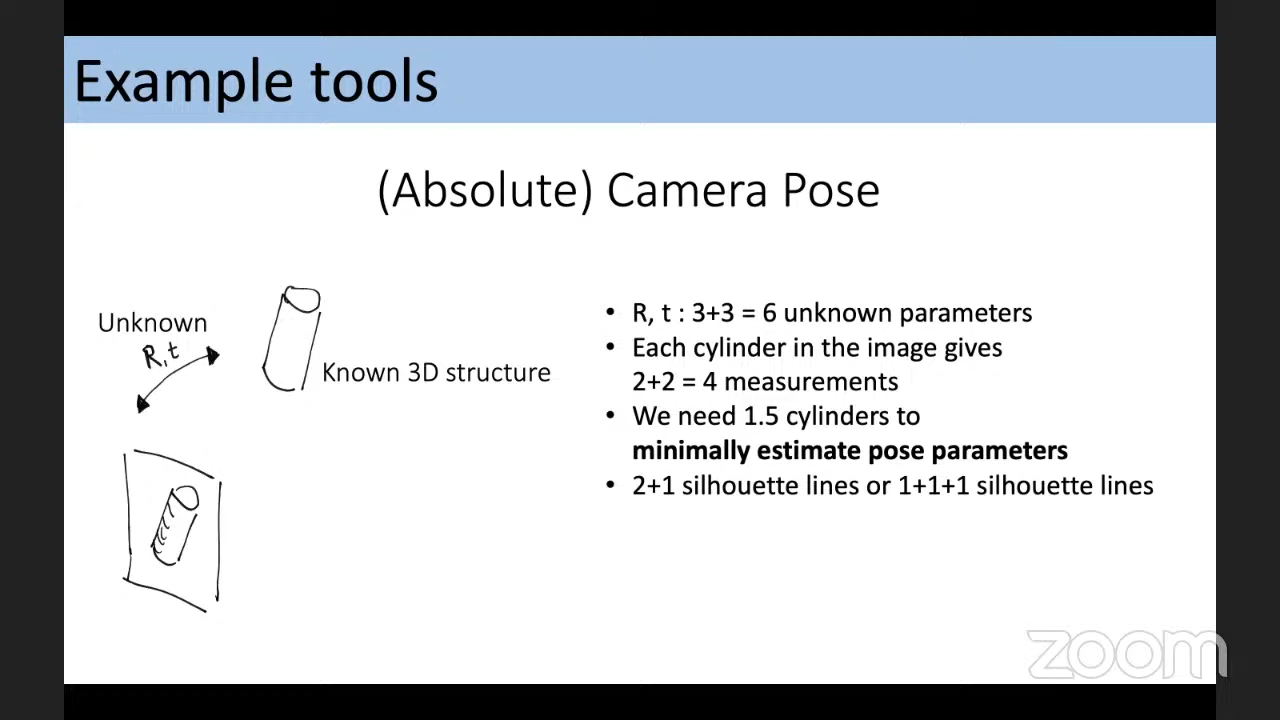 Example tools
(Absolute) Camera Pose
Unknown
R, t
Known 3D structure
• R, t : 3+3 = 6 unknown parameters
• Each cylinder in the image gives
2+2 = 4 measurements
• We need 1.5 cylinders to
minimally estimate pose parameters
• 2+1 silhouette lines or 1+1+1 silhouette lines
zoom